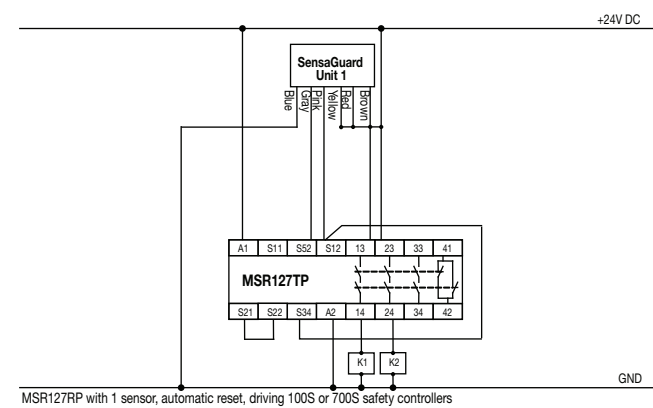 +24V DC
SensaGuard
Unit 1
Blue
Gray
Pink
Yellow
Red
Brown
A1 S11 S52 S12 13 23 33 41
MSR127TP
S21 S22 S34 A2 14 24 34 42
K1 K2
GND
MSR127RP with 1 sensor, automatic reset, driving 100S or 700S safety controllers